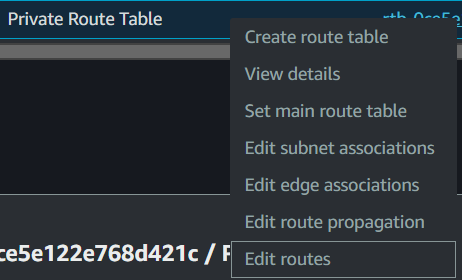 Private Route Table
Create route table
View details
Set main route table
Edit subnet associations
Edit edge associations
Edit route propagation
ce5e122e768d421c /
Edit routes